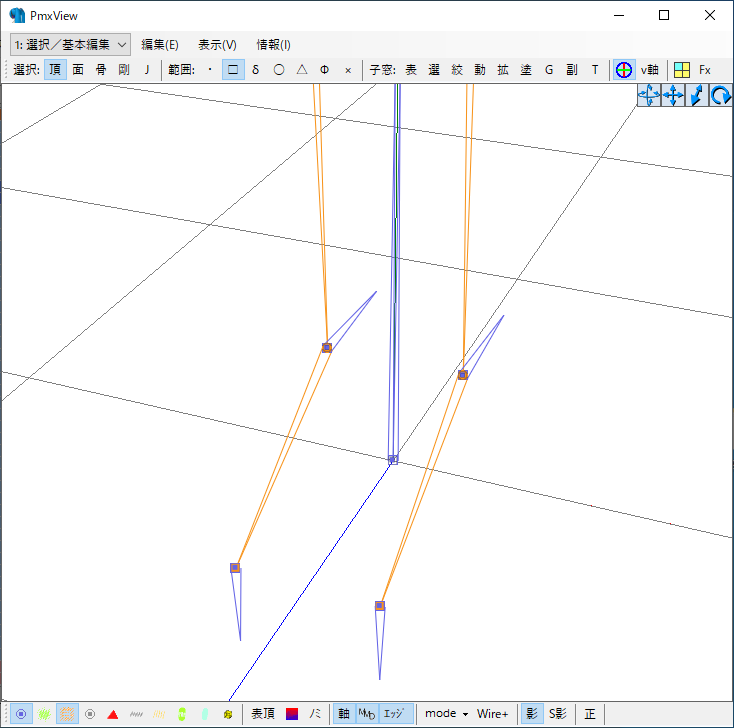 PmxView
1: 選択／基本編集 編集(E) 表示(V) 情報(I)
選択: 頂 面 骨 剛 J 範囲: ・ □ δ ○ △ Φ × 子窓: 表 選 絞 動 拡 塗 G 副 T v軸 Fx
表頂 /ミ 軸 MMD ｴｯｼﾞ mode Wire+ 影 S影 正